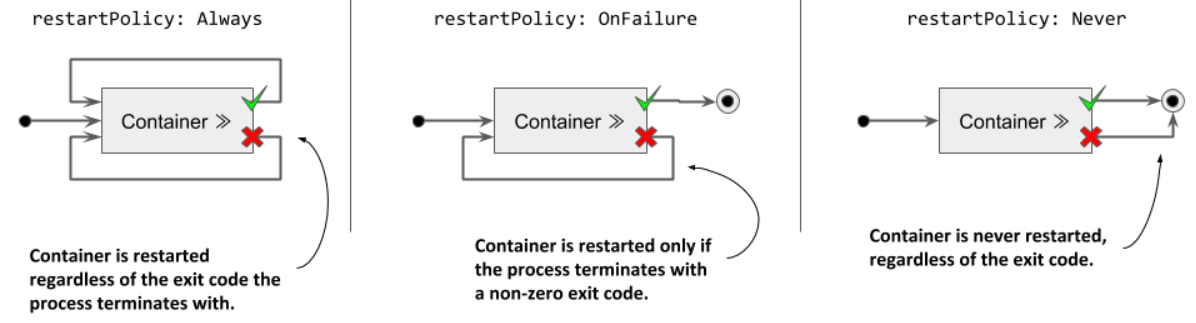 restartPolicy: Always
Container ≫
Container is restarted
regardless of the exit code the
process terminates with.
restartPolicy: OnFailure
Container ≫
Container is restarted only if
the process terminates with
a non-zero exit code.
restartPolicy: Never
Container ≫
Container is never restarted,
regardless of the exit code.